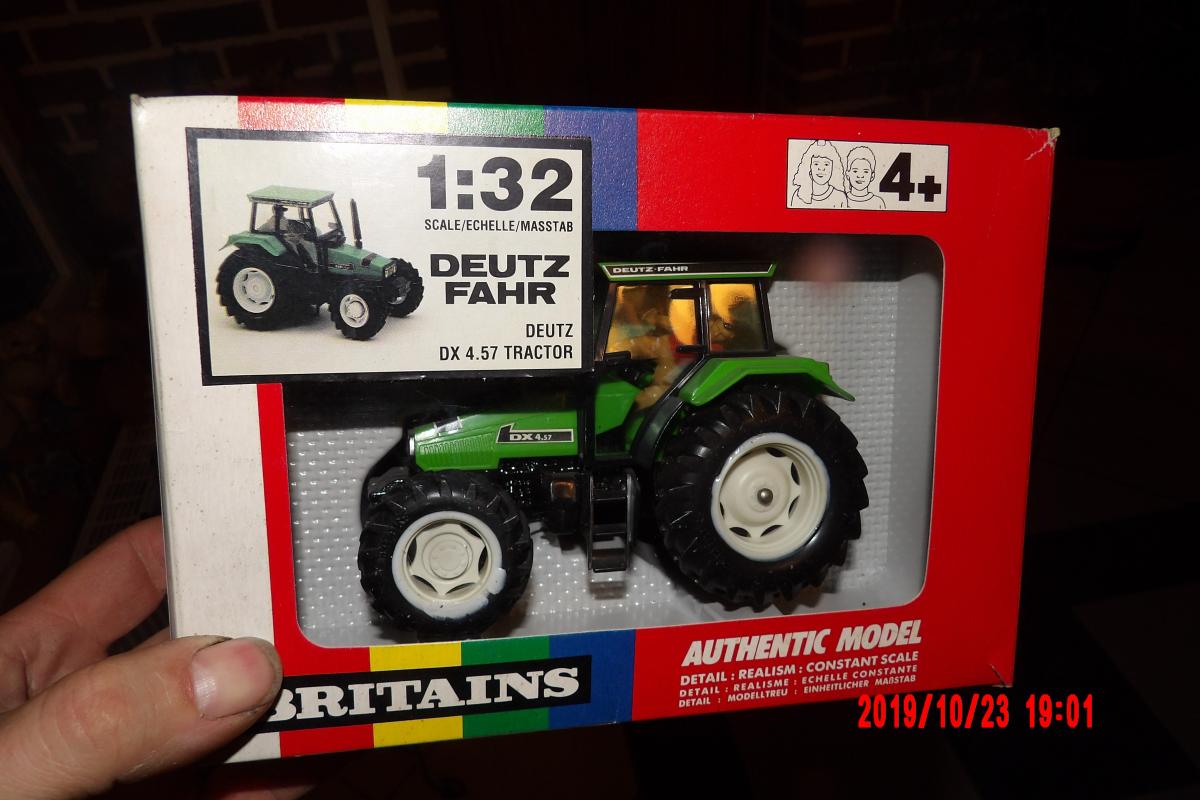 1:32
SCALE/ECHELLE/MASSTAB
DEUTZ
FAHR
DEUTZ
DX 4.57 TRACTOR
4+
DEUTZ-FAHR
DX 4.57
BRITAINS
AUTHENTIC MODEL
DETAIL : REALISM : CONSTANT SCALE
DETAIL : REALISME : ECHELLE CONSTANTE
DETAIL : MODELLTREU : EINHEITLICHER MAßSTAB
2019/10/23 19:01